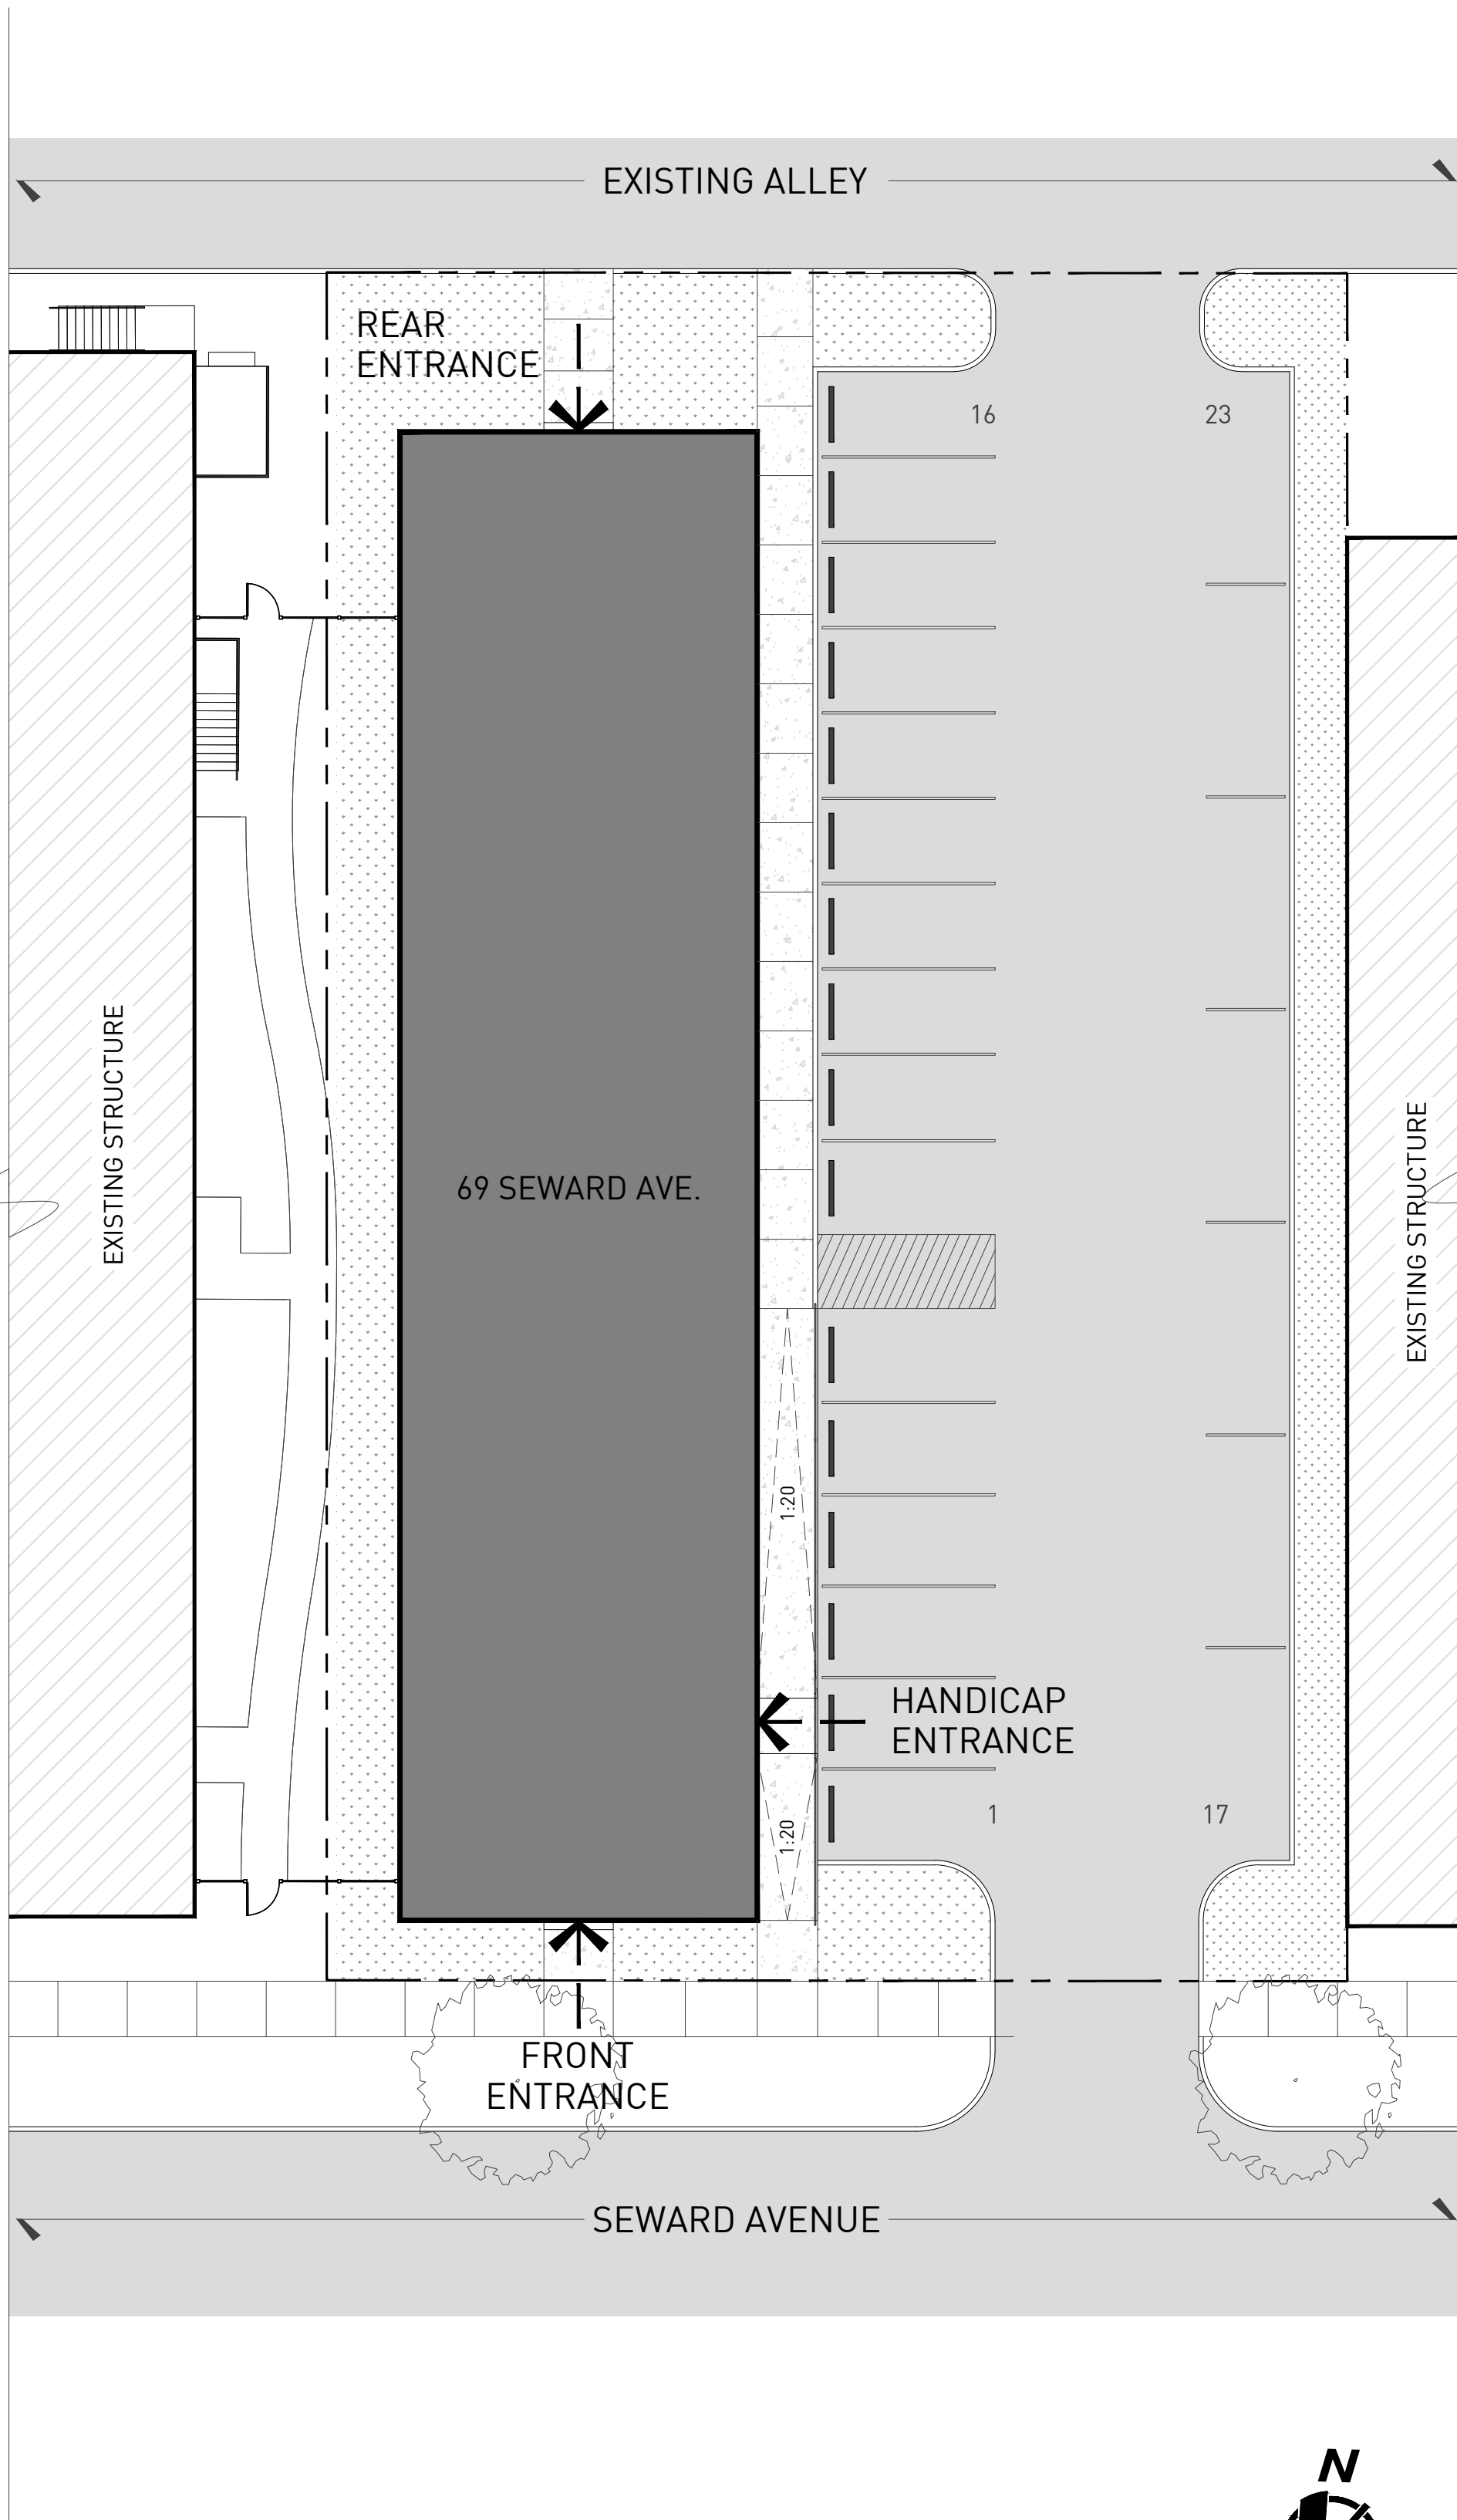 EXISTING ALLEY
REAR
ENTRANCE
16
23
EXISTING STRUCTURE
69 SEWARD AVE.
EXISTING STRUCTURE
1:20
HANDICAP
ENTRANCE
1
17
1:20
FRONT
ENTRANCE
SEWARD AVENUE
N